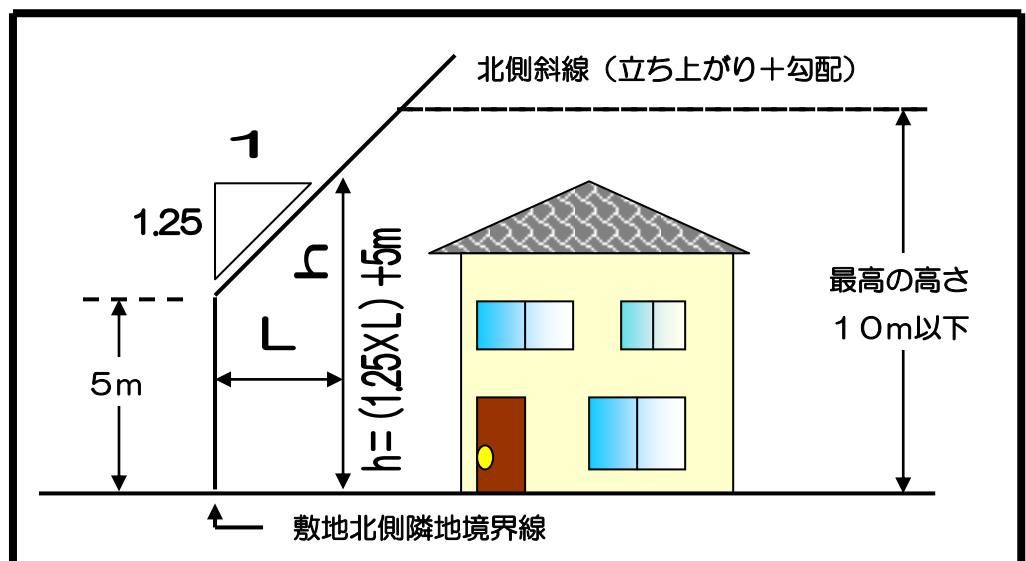 北側斜線（立ち上がり＋勾配）
1
1.25
h
L
h＝（1.25×L）＋5m
最高の高さ
１０ｍ以下
５ｍ
敷地北側隣地境界線